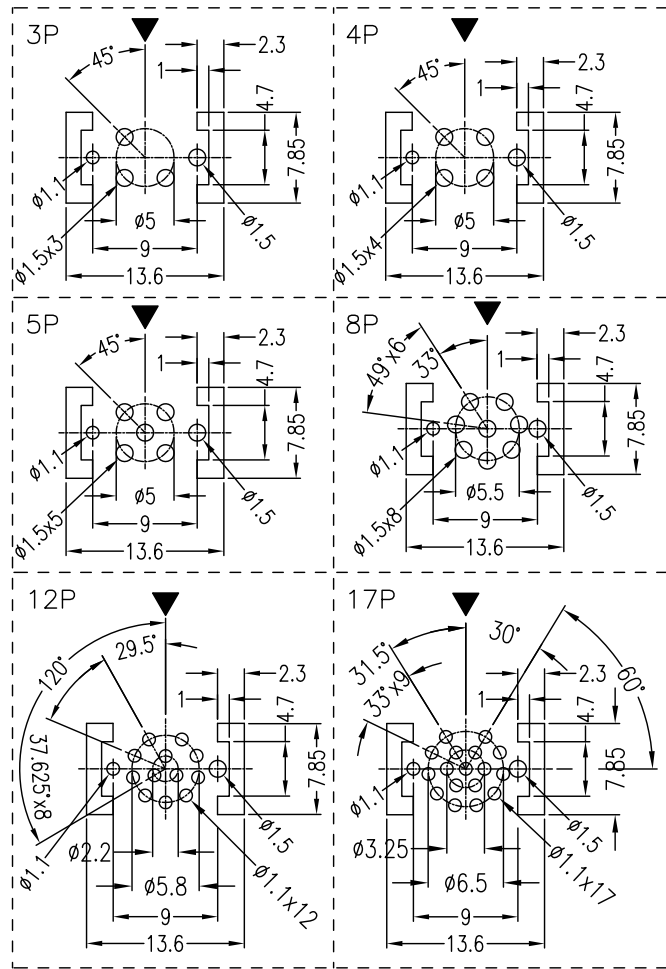 3P
45°
2.3
1
4.7
7.85
ø1.1
ø1.5x3
ø5
9
13.6
ø1.5
4P
45°
2.3
1
4.7
7.85
ø1.1
ø1.5x4
ø5
9
13.6
ø1.5
5P
45°
2.3
1
4.7
7.85
ø1.1
ø1.5x5
ø5
9
13.6
ø1.5
8P
49°x6
33°
2.3
1
4.7
7.85
ø1.1
ø1.5x8
ø5.5
9
13.6
ø1.5
12P
120°
29.5°
37.625°x8
2.3
1
4.7
7.85
ø1.1
ø2.2
ø5.8
9
13.6
ø1.5
ø1.1x12
17P
31.5°
33°x9
30°
60°
2.3
1
4.7
7.85
ø1.1
ø3.25
ø6.5
9
13.6
ø1.5
ø1.1x17